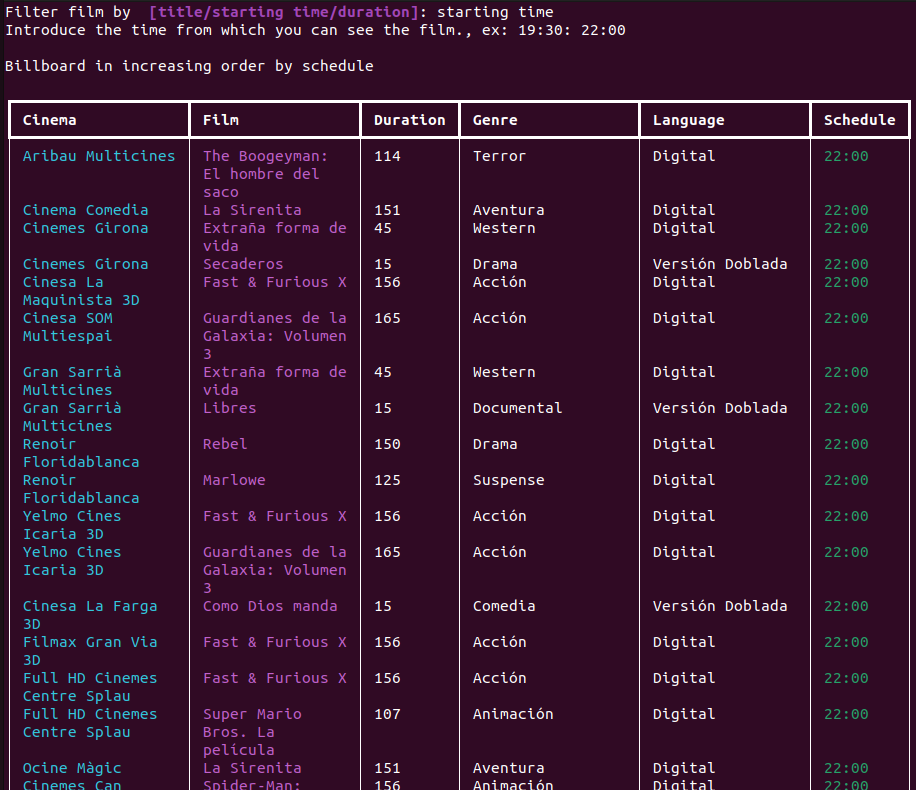 Filter film by  [title/starting time/duration]: starting time
Introduce the time from which you can see the film., ex: 19:30: 22:00
Billboard in increasing order by schedule
Cinema Film Duration Genre Language Schedule
Aribau Multicines The Boogeyman: 114 Terror Digital 22:00
El hombre del
saco
Cinema Comedia La Sirenita 151 Aventura Digital 22:00
Cinemes Girona Extraña forma de 45 Western Digital 22:00
vida
Cinemes Girona Secaderos 15 Drama Versión Doblada 22:00
Cinesa La Fast & Furious X 156 Acción Digital 22:00
Maquinista 3D
Cinesa SOM Guardianes de la 165 Acción Digital 22:00
Multiespai Galaxia: Volumen
3
Gran Sarrià Extraña forma de 45 Western Digital 22:00
Multicines vida
Gran Sarrià Libres 15 Documental Versión Doblada 22:00
Multicines
Renoir Rebel 150 Drama Digital 22:00
Floridablanca
Renoir Marlowe 125 Suspense Digital 22:00
Floridablanca
Yelmo Cines Fast & Furious X 156 Acción Digital 22:00
Icaria 3D
Yelmo Cines Guardianes de la 165 Acción Digital 22:00
Icaria 3D Galaxia: Volumen
3
Cinesa La Farga Como Dios manda 15 Comedia Versión Doblada 22:00
3D
Filmax Gran Via Fast & Furious X 156 Acción Digital 22:00
3D
Full HD Cinemes Fast & Furious X 156 Acción Digital 22:00
Centre Splau
Full HD Cinemes Super Mario 107 Animación Digital 22:00
Centre Splau Bros. La
película
Ocine Màgic La Sirenita 151 Aventura Digital 22:00
Cinemes Can Spider-Man: 156 Animación Digital 22:00